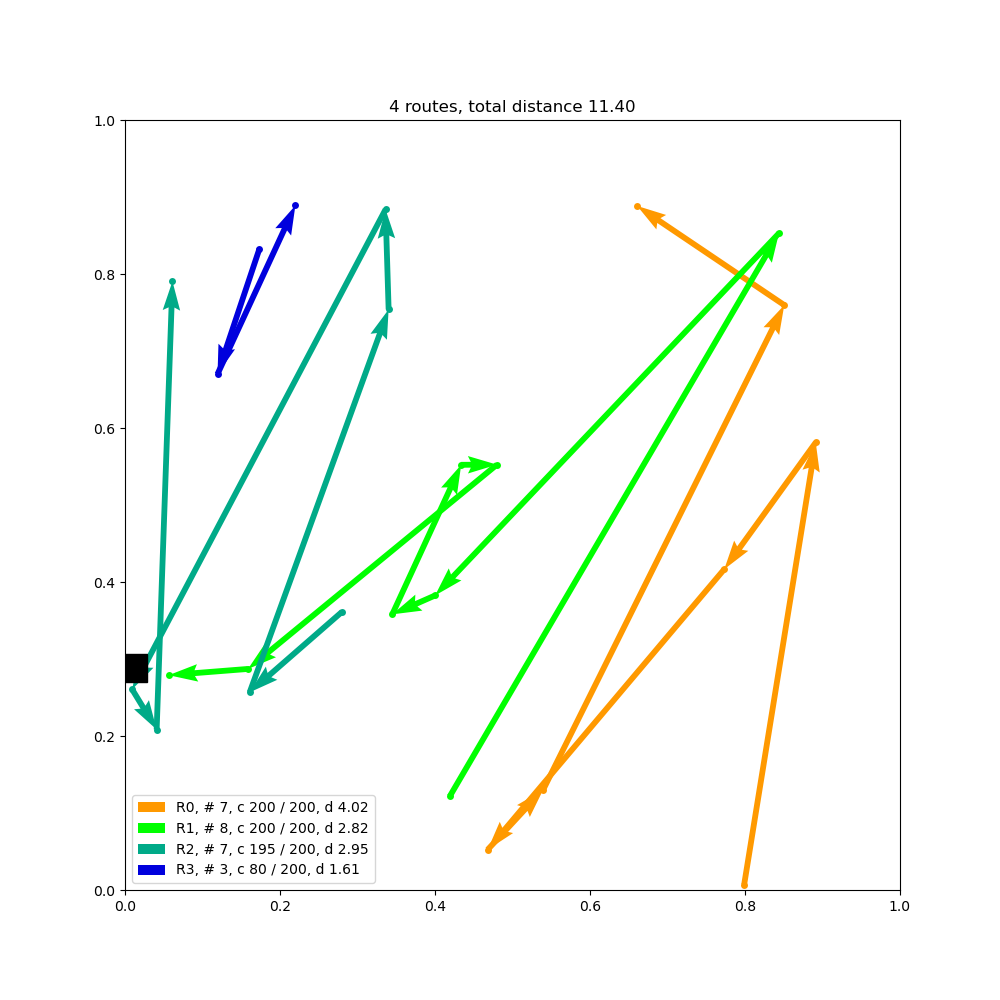 4 routes, total distance 11.40
1.0
0.8
0.6
0.4
0.2
0.0
R0, # 7, c 200 / 200, d 4.02
R1, # 8, c 200 / 200, d 2.82
R2, # 7, c 195 / 200, d 2.95
R3, # 3, c 80 / 200, d 1.61
0.0 0.2 0.4 0.6 0.8 1.0